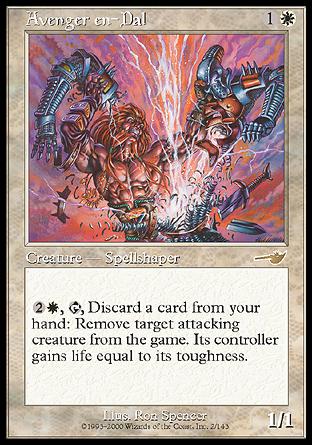 Avenger en-Dal 1
Creature — Spellshaper
2, , Discard a card from your
hand: Remove target attacking
creature from the game. Its controller
gains life equal to its toughness.
Illus. Ron Spencer
©1993-2000 Wizards of the Coast, Inc. 2/143
1/1